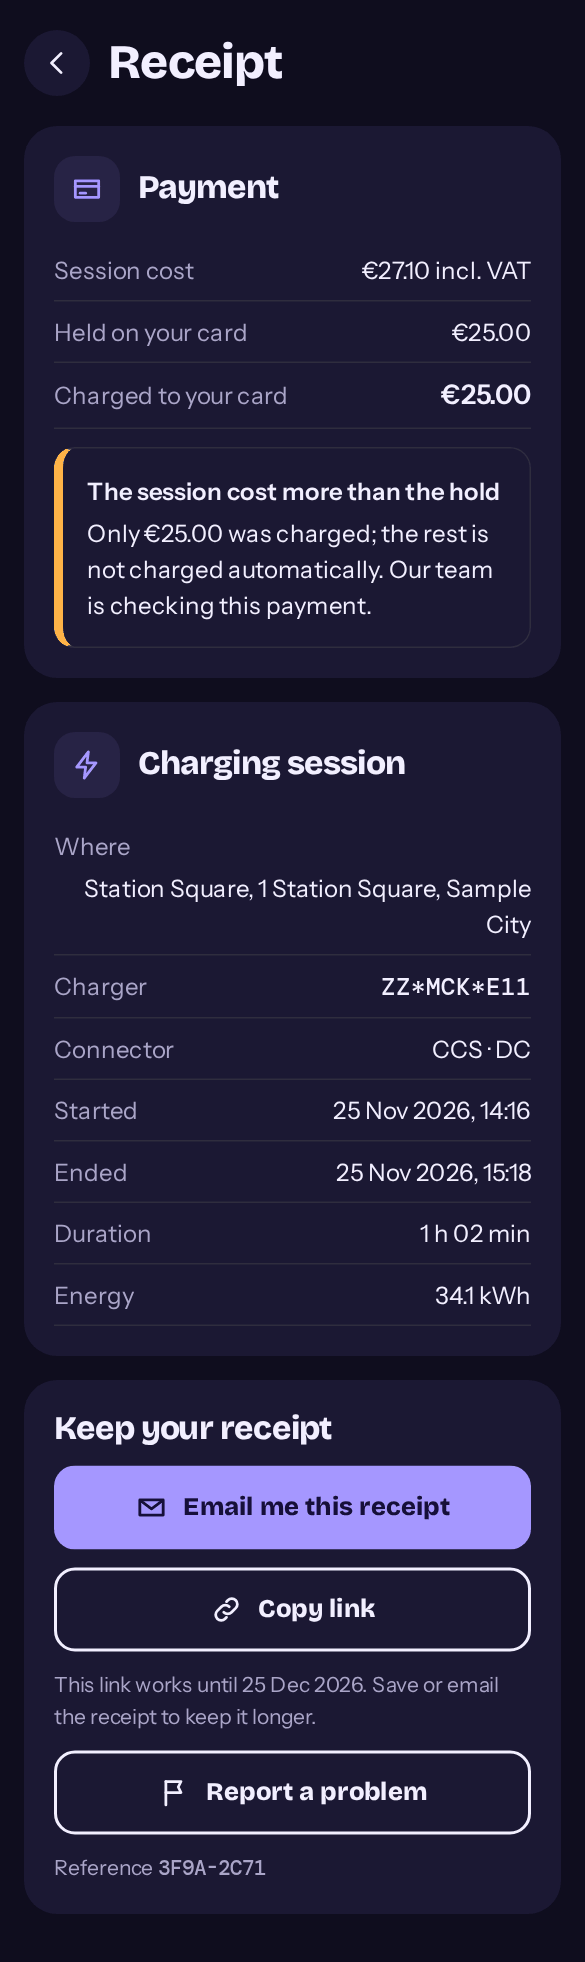 Receipt
Payment
Session cost €27.10 incl. VAT
Held on your card €25.00
Charged to your card €25.00
The session cost more than the hold
Only €25.00 was charged; the rest is
not charged automatically. Our team
is checking this payment.
Charging session
Where
Station Square, 1 Station Square, Sample
City
Charger ZZ*MCK*E11
Connector CCS · DC
Started 25 Nov 2026, 14:16
Ended 25 Nov 2026, 15:18
Duration 1 h 02 min
Energy 34.1 kWh
Keep your receipt
Email me this receipt
Copy link
This link works until 25 Dec 2026. Save or email
the receipt to keep it longer.
Report a problem
Reference 3F9A-2C71